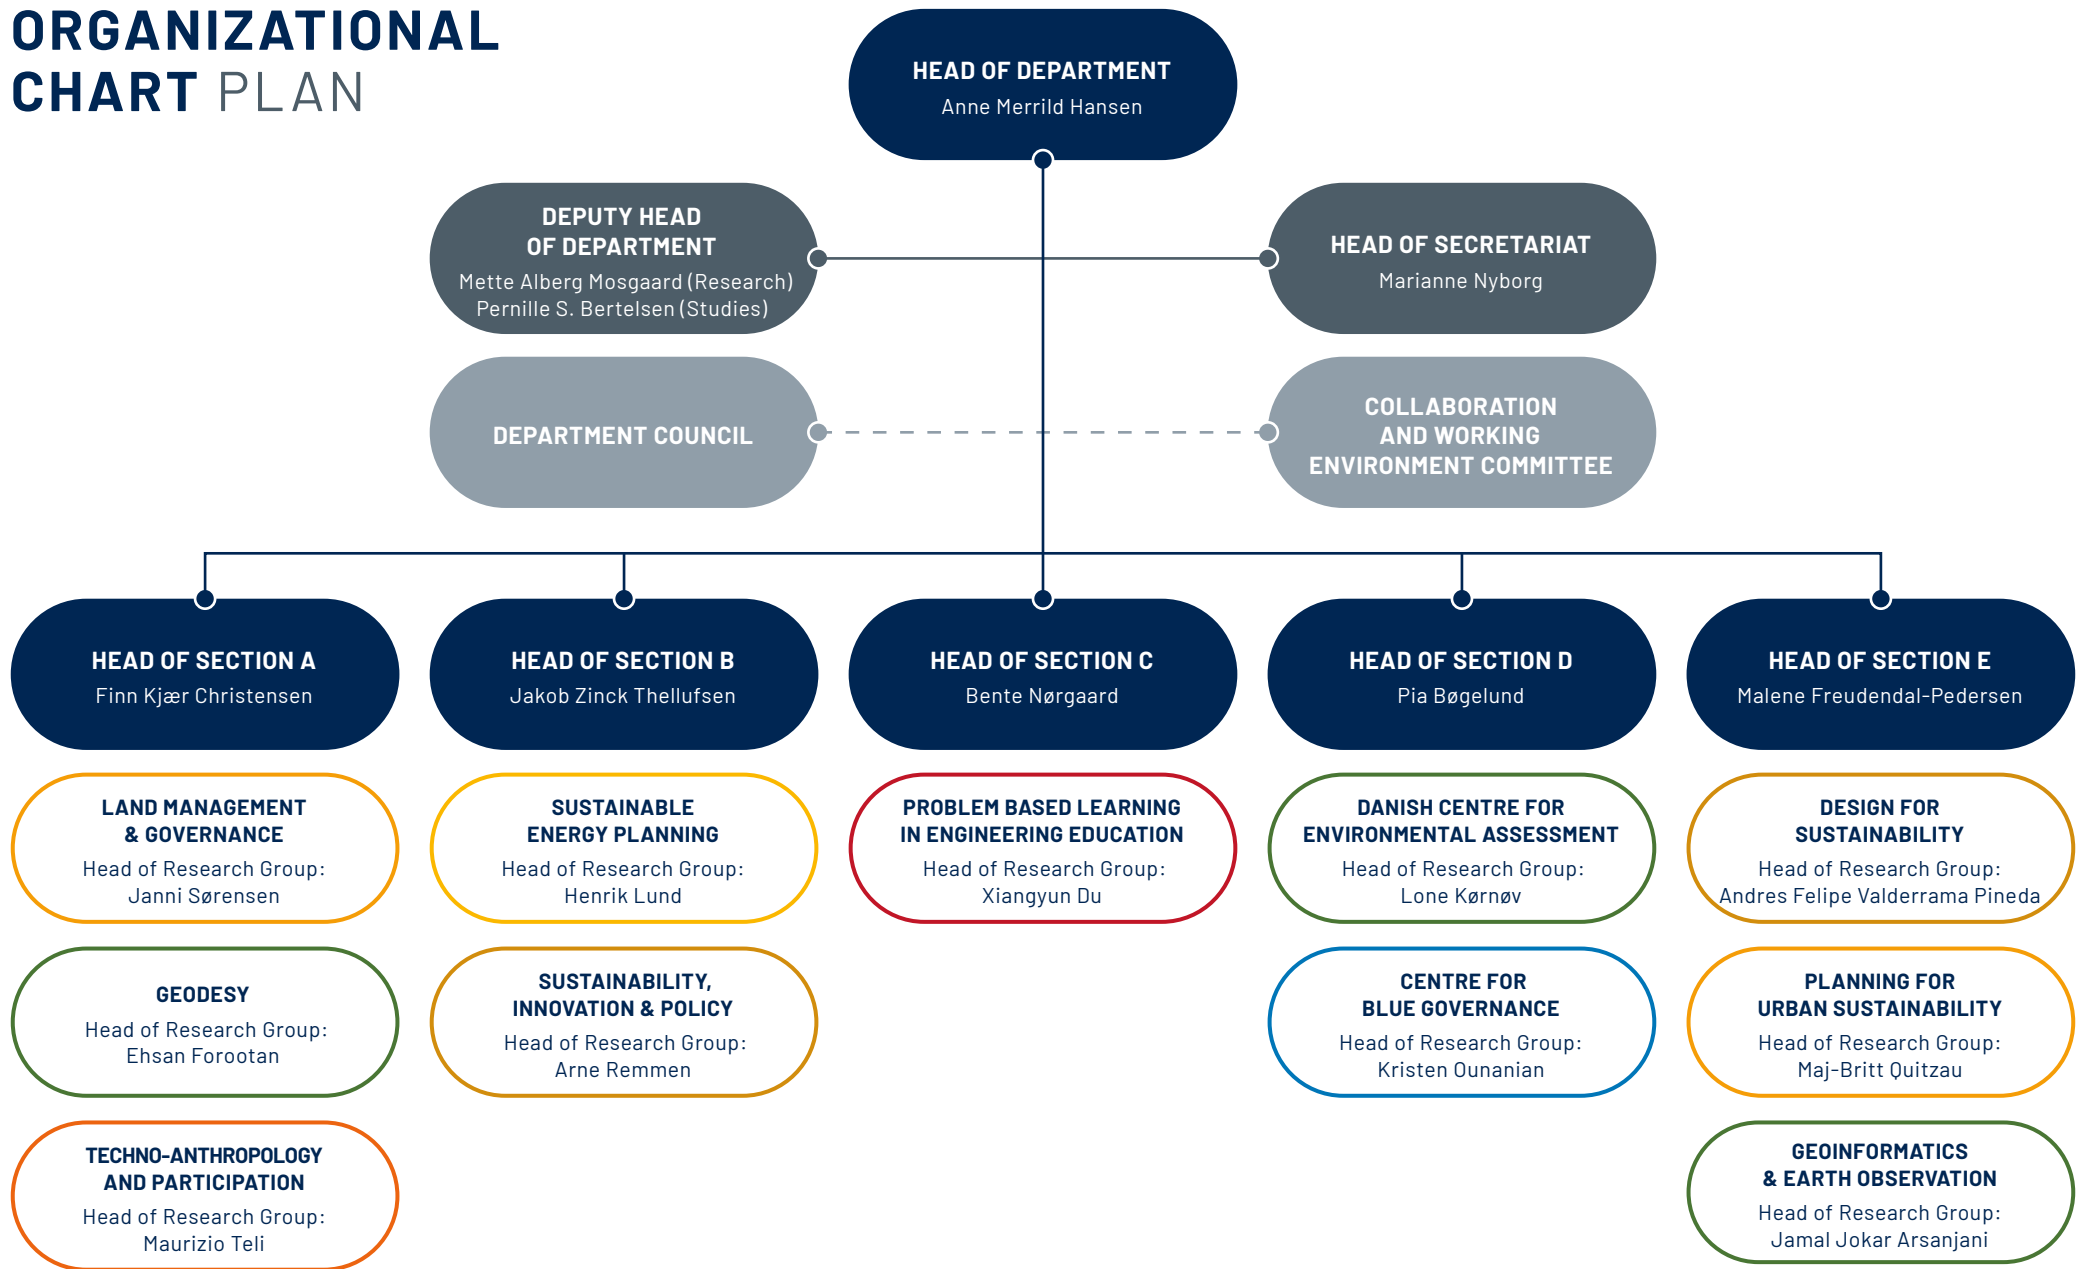 ORGANIZATIONAL
CHART PLAN
HEAD OF DEPARTMENT
Anne Merrild Hansen
DEPUTY HEAD
OF DEPARTMENT
Mette Alberg Mosgaard (Research)
Pernille S. Bertelsen (Studies)
HEAD OF SECRETARIAT
Marianne Nyborg
DEPARTMENT COUNCIL
COLLABORATION
AND WORKING
ENVIRONMENT COMMITTEE
HEAD OF SECTION A
Finn Kjær Christensen
HEAD OF SECTION B
Jakob Zinck Thellufsen
HEAD OF SECTION C
Bente Nørgaard
HEAD OF SECTION D
Pia Bøgelund
HEAD OF SECTION E
Malene Freudendal-Pedersen
LAND MANAGEMENT
& GOVERNANCE
Head of Research Group:
Janni Sørensen
SUSTAINABLE
ENERGY PLANNING
Head of Research Group:
Henrik Lund
PROBLEM BASED LEARNING
IN ENGINEERING EDUCATION
Head of Research Group:
Xiangyun Du
DANISH CENTRE FOR
ENVIRONMENTAL ASSESSMENT
Head of Research Group:
Lone Kørnøv
DESIGN FOR
SUSTAINABILITY
Head of Research Group:
Andres Felipe Valderrama Pineda
GEODESY
Head of Research Group:
Ehsan Forootan
SUSTAINABILITY,
INNOVATION & POLICY
Head of Research Group:
Arne Remmen
CENTRE FOR
BLUE GOVERNANCE
Head of Research Group:
Kristen Ounanian
PLANNING FOR
URBAN SUSTAINABILITY
Head of Research Group:
Maj-Britt Quitzau
TECHNO-ANTHROPOLOGY
AND PARTICIPATION
Head of Research Group:
Maurizio Teli
GEOINFORMATICS
& EARTH OBSERVATION
Head of Research Group:
Jamal Jokar Arsanjani